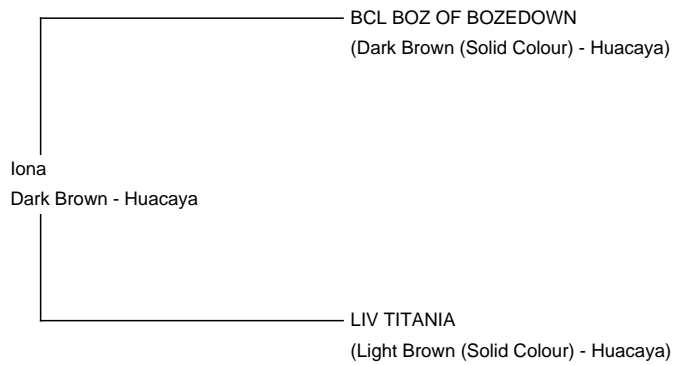 BCL BOZ OF BOZEDOWN
(Dark Brown (Solid Colour) - Huacaya)
Iona
Dark Brown - Huacaya
LIV TITANIA
(Light Brown (Solid Colour) - Huacaya)